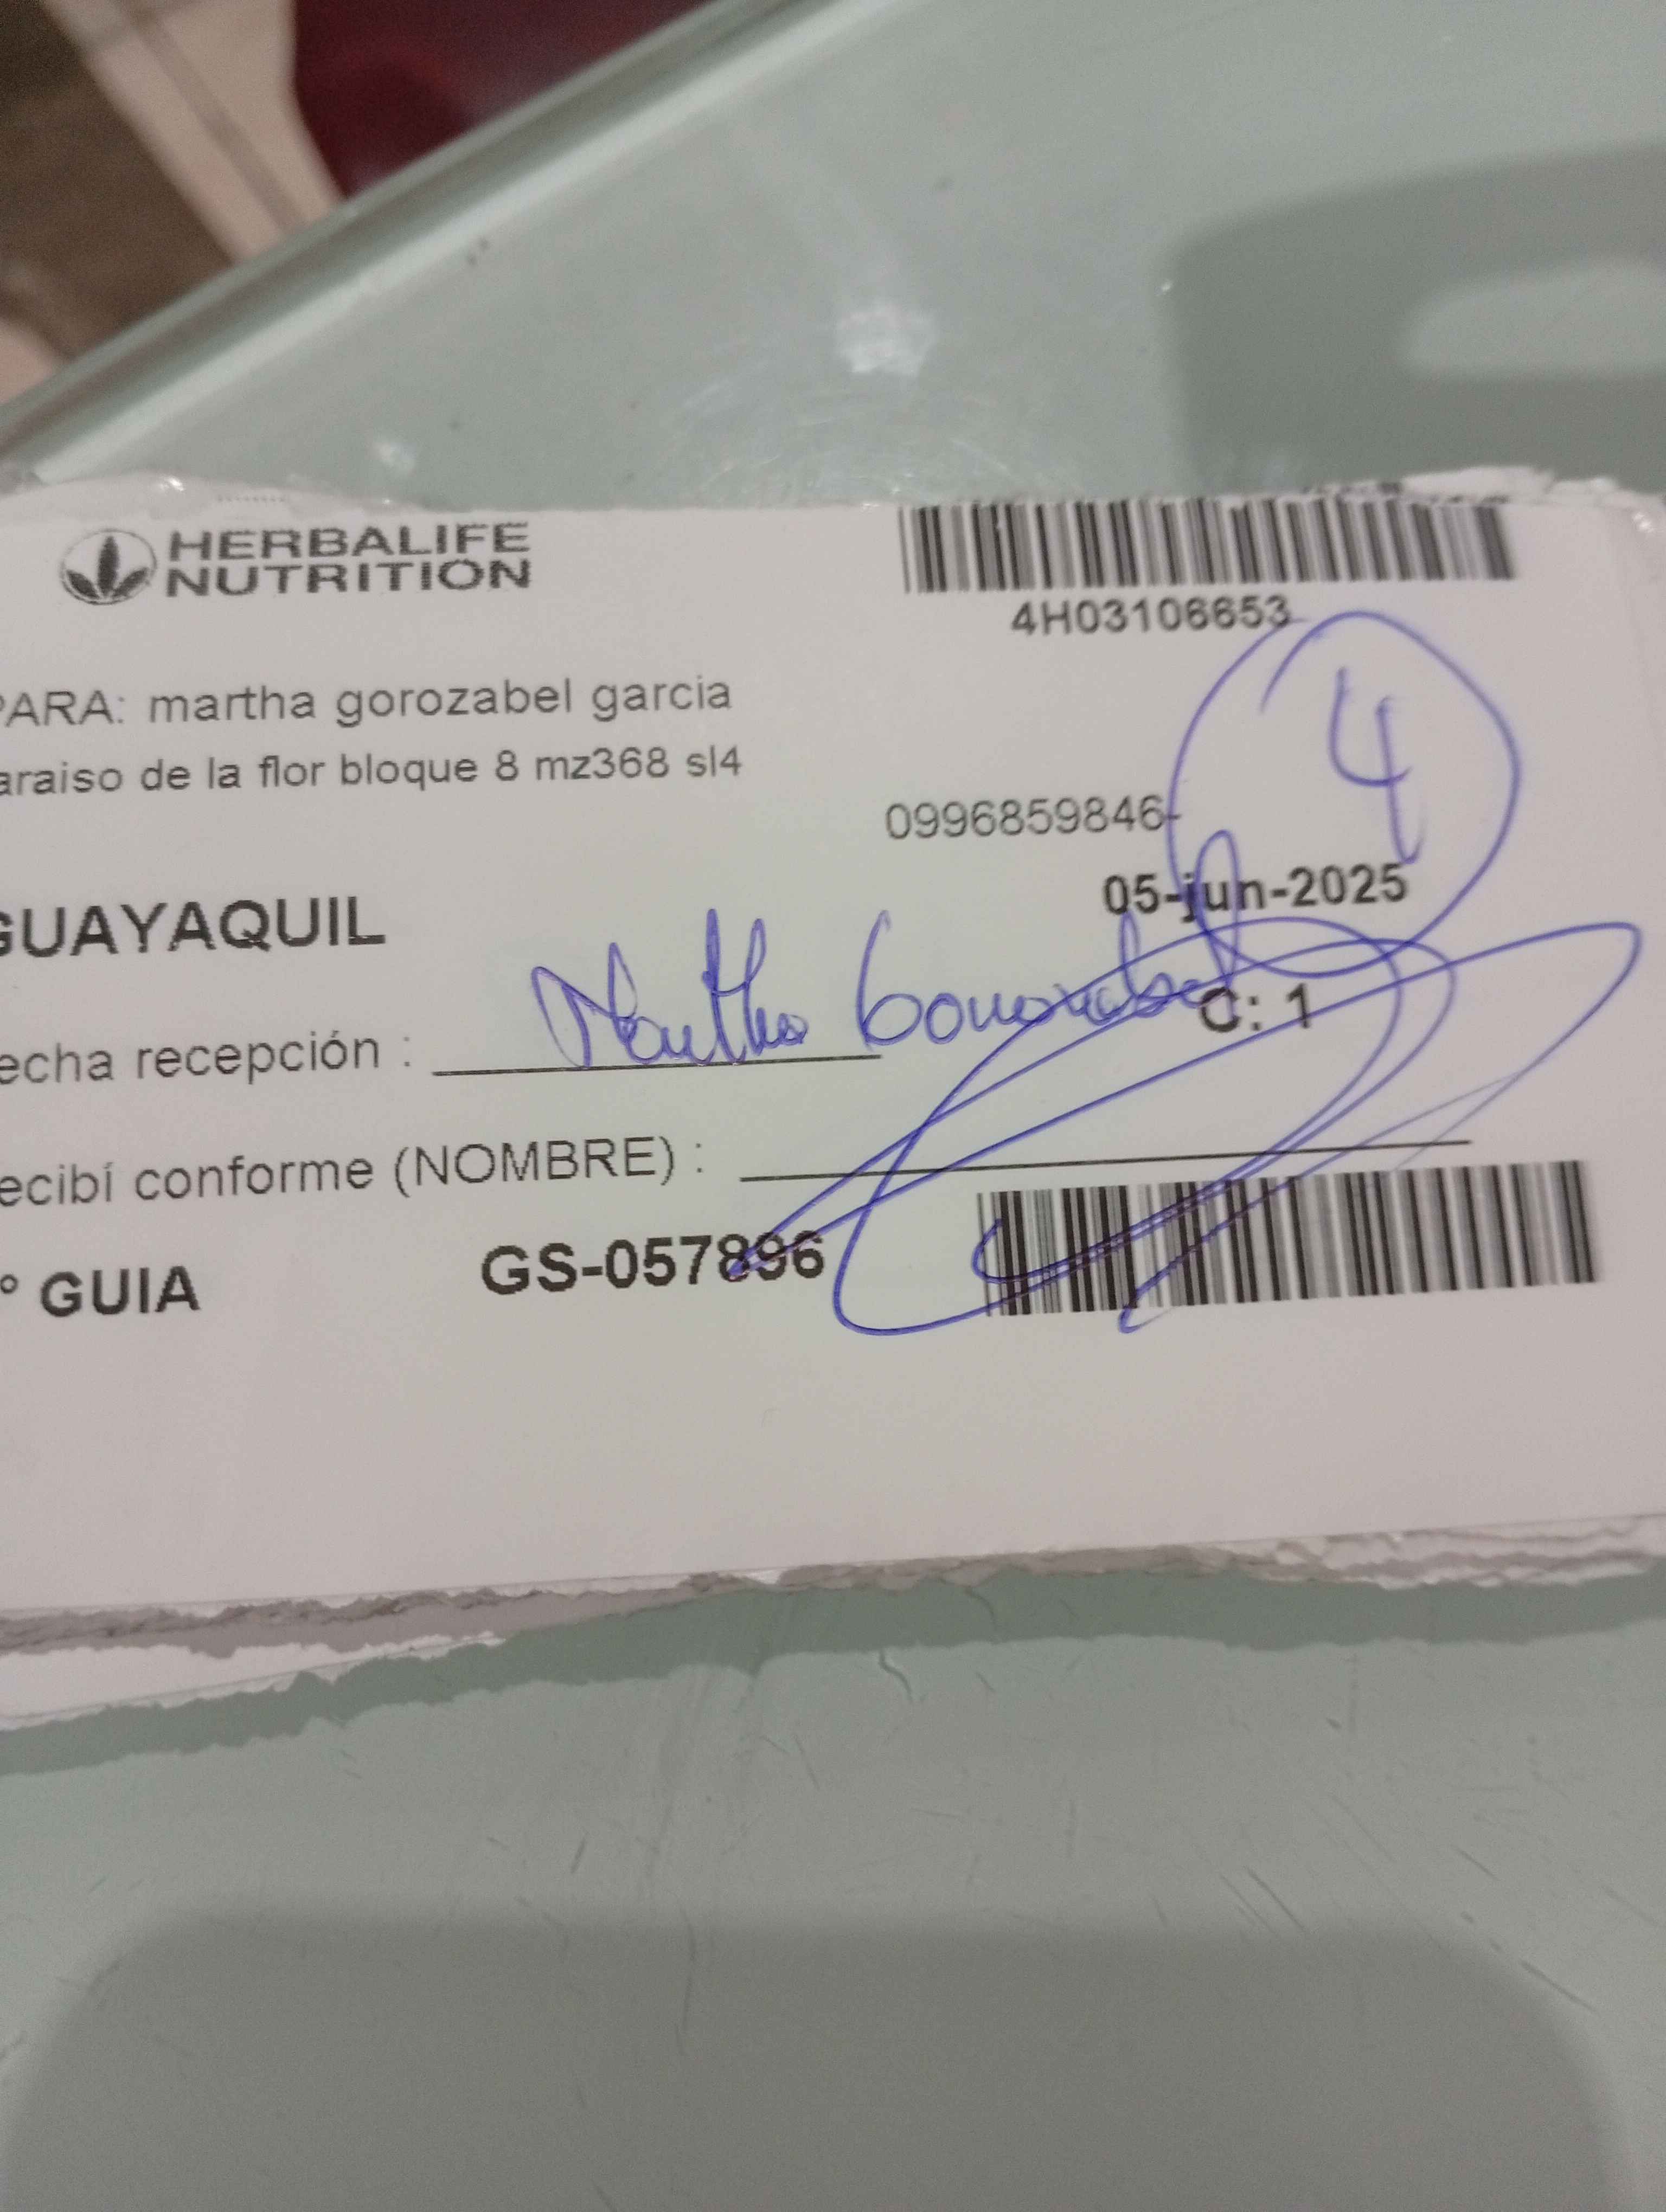 HERBALIFE
NUTRITION
4H03106653
4
PARA: martha gorozabel garcia
araiso de la flor bloque 8 mz368 sl4
0996859846-
05-jun-2025
GUAYAQUIL
C: 1
echa recepción : Martha Gorozabel
ecibí conforme (NOMBRE) :
° GUIA GS-057896